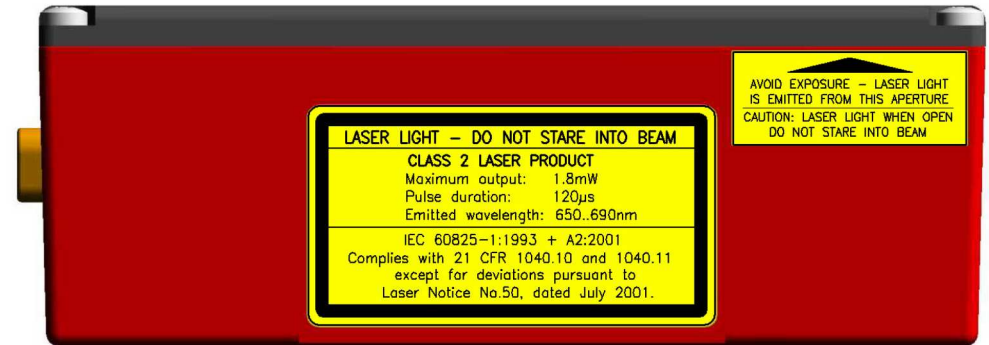 AVOID EXPOSURE – LASER LIGHT
IS EMITTED FROM THIS APERTURE
CAUTION: LASER LIGHT WHEN OPEN
DO NOT STARE INTO BEAM
LASER LIGHT – DO NOT STARE INTO BEAM
CLASS 2 LASER PRODUCT
Maximum output: 1.8mW
Pulse duration: 120µs
Emitted wavelength: 650..690nm
IEC 60825-1:1993 + A2:2001
Complies with 21 CFR 1040.10 and 1040.11
except for deviations pursuant to
Laser Notice No.50, dated July 2001.